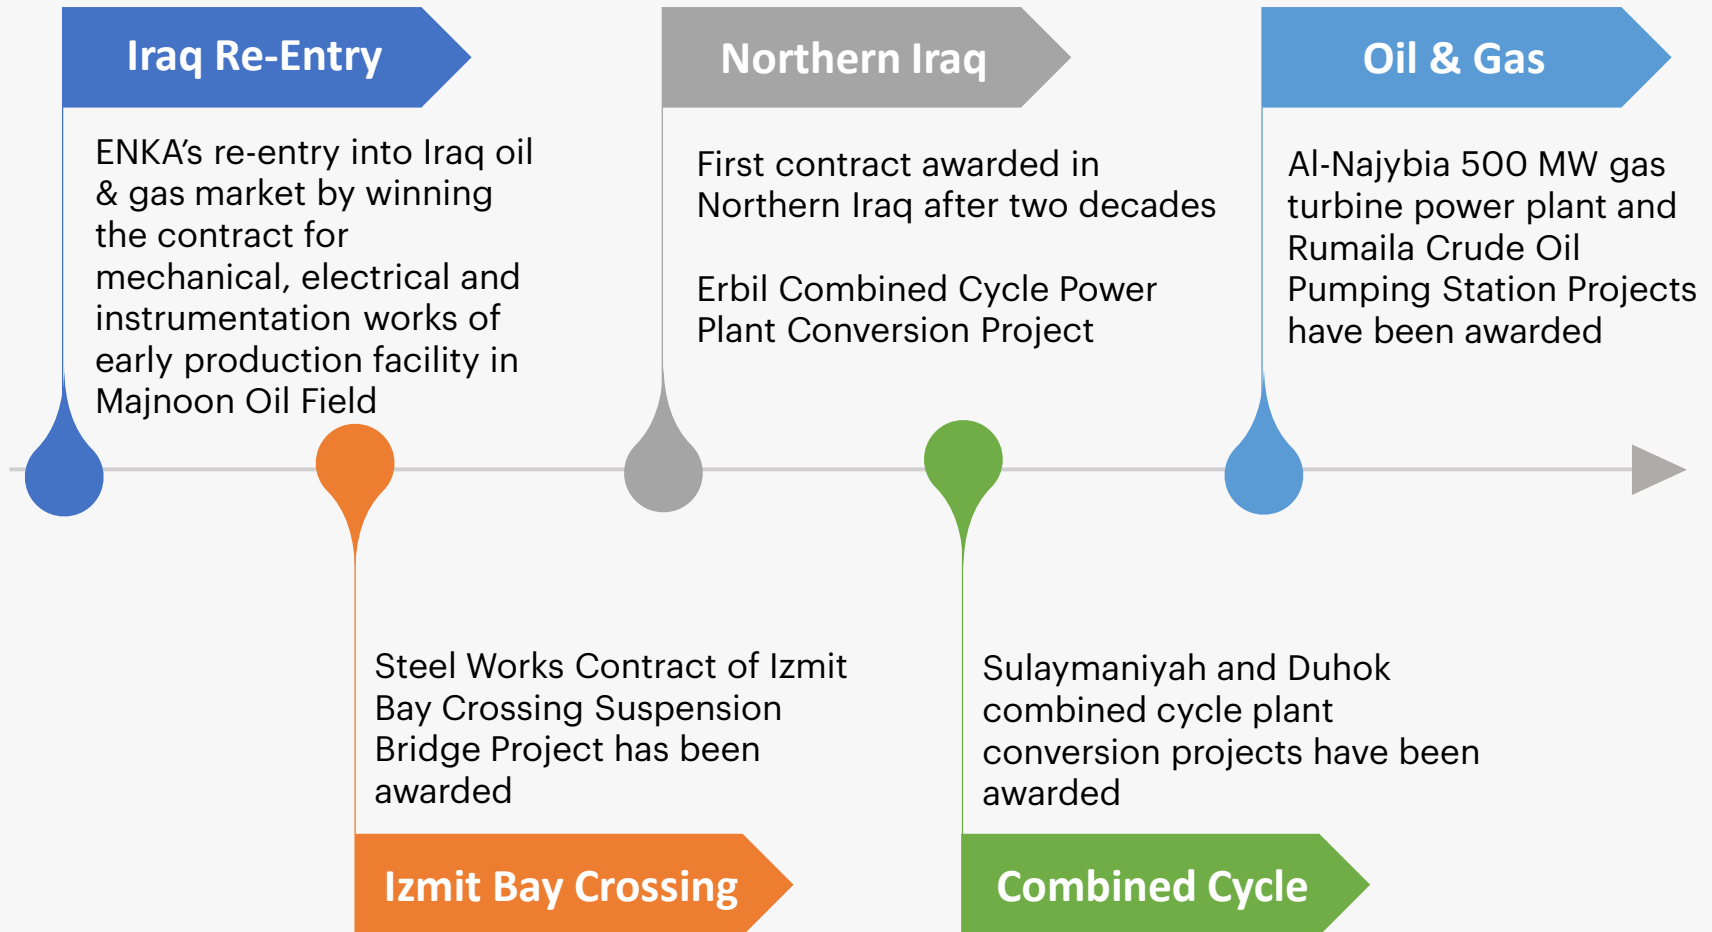 Iraq Re-Entry
ENKA’s re-entry into Iraq oil
& gas market by winning
the contract for
mechanical, electrical and
instrumentation works of
early production facility in
Majnoon Oil Field
Steel Works Contract of Izmit
Bay Crossing Suspension
Bridge Project has been
awarded
Izmit Bay Crossing
Northern Iraq
First contract awarded in
Northern Iraq after two decades
Erbil Combined Cycle Power
Plant Conversion Project
Sulaymaniyah and Duhok
combined cycle plant
conversion projects have been
awarded
Combined Cycle
Oil & Gas
Al-Najybia 500 MW gas
turbine power plant and
Rumaila Crude Oil
Pumping Station Projects
have been awarded